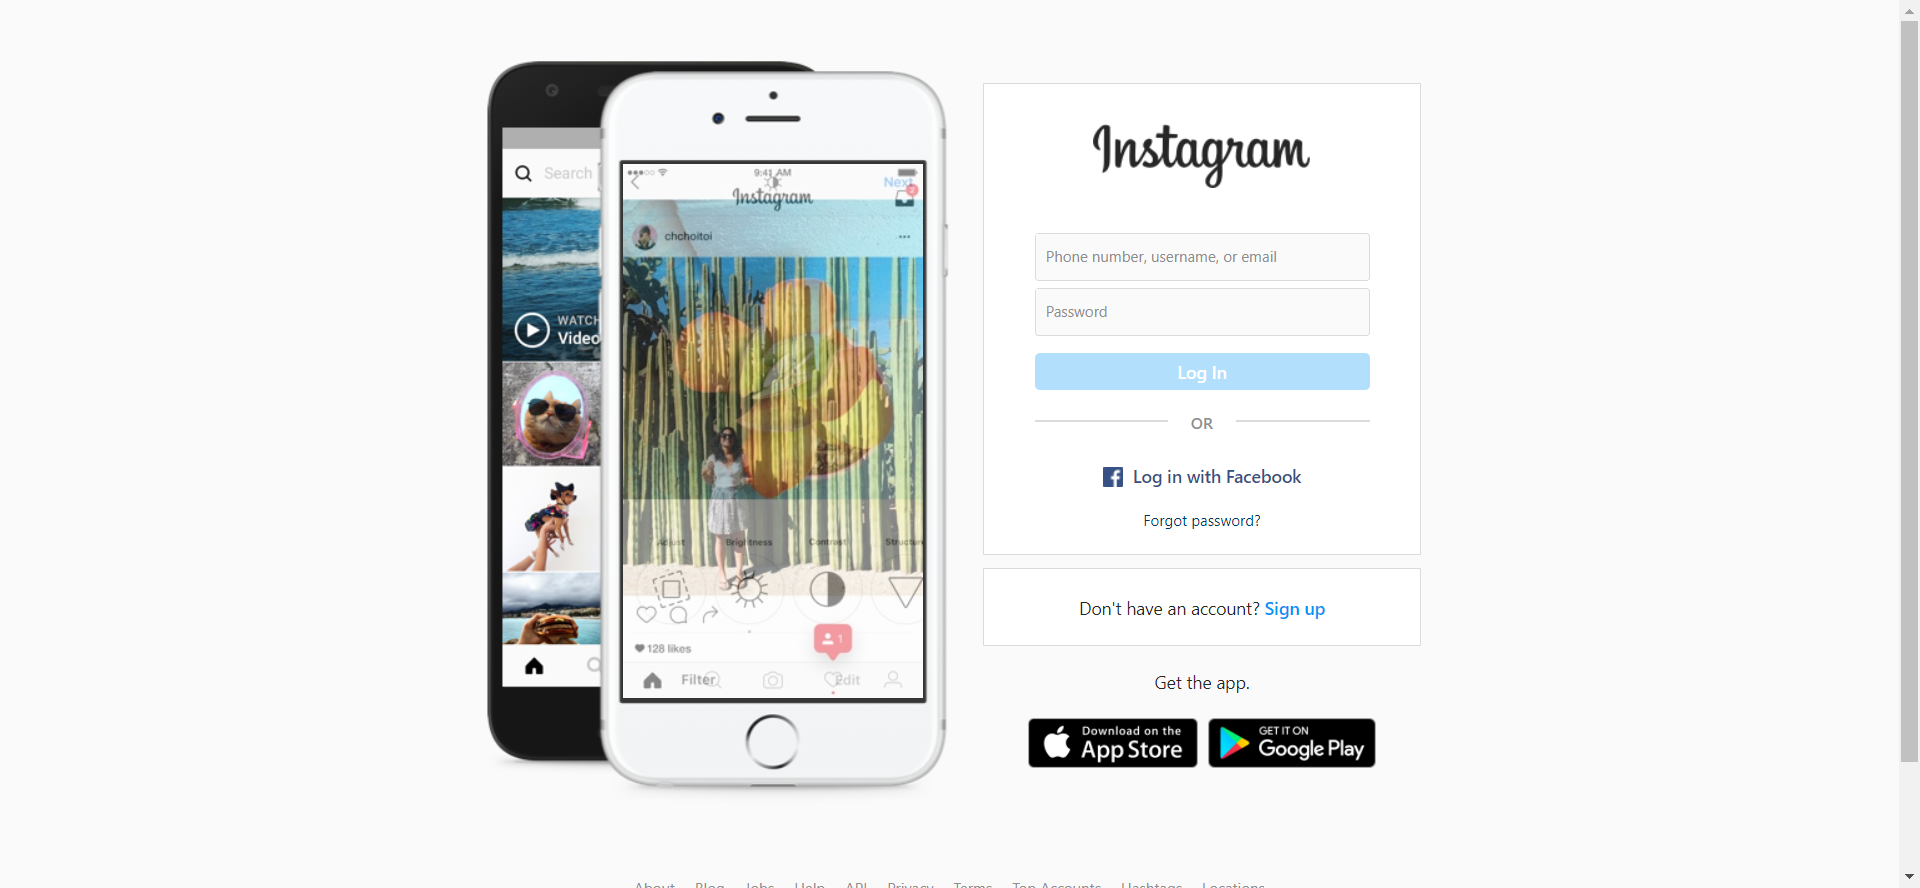 Search
WATCH
Video
9:41 AM
Next
Instagram
2
chchoitoi
Adjust Brightness Contrast Structure
1
128 likes
Filter Edit
Instagram
Phone number, username, or email
Password
Log In
OR
Log in with Facebook
Forgot password?
Don't have an account? Sign up
Get the app.
Download on the
App Store
GET IT ON
Google Play
About Blog Jobs Help API Privacy Terms Top Accounts Hashtags Locations